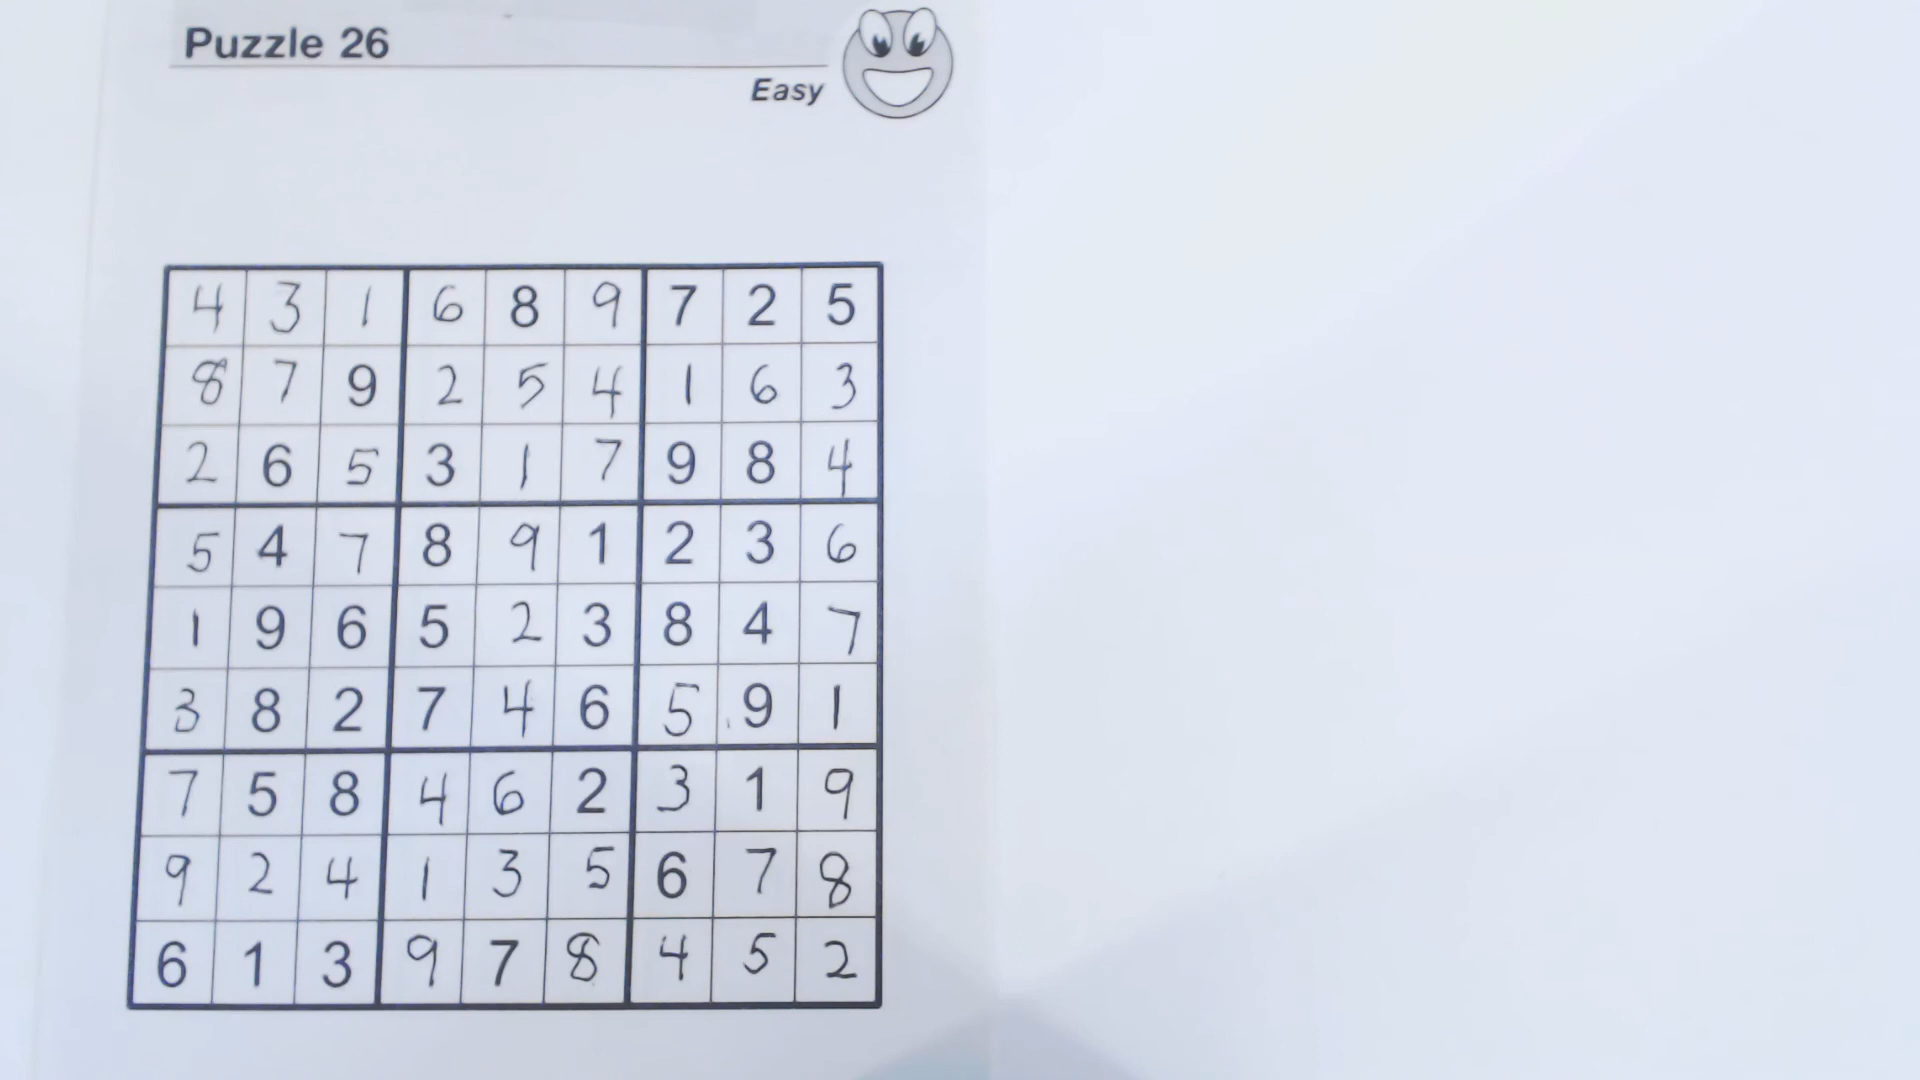 Puzzle 26
Easy
4 3 1 6 8 9 7 2 5
8 7 9 2 5 4 1 6 3
2 6 5 3 1 7 9 8 4
5 4 7 8 9 1 2 3 6
1 9 6 5 2 3 8 4 7
3 8 2 7 4 6 5 9 1
7 5 8 4 6 2 3 1 9
9 2 4 1 3 5 6 7 8
6 1 3 9 7 8 4 5 2